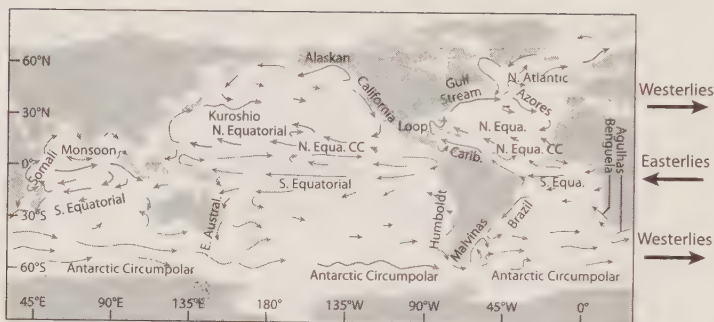 Alaskan
60°N
N. Atlantic
Gulf
Stream
California
Azores
Westerlies
30°N
Kuroshio
N. Equatorial
Loop
N. Equa.
Monsoon
N. Equa. CC
Carib.
N. Equa. CC
0°
Somali
Easterlies
S. Equatorial
S. Equa.
Agulhas
Benguela
S. Equatorial
30°S
E. Austral.
Humboldt
Malvinas
Brazil
Westerlies
60°S
Antarctic Circumpolar
Antarctic Circumpolar
Antarctic Circumpolar
45°E
90°E
135°E
180°
135°W
90°W
45°W
0°